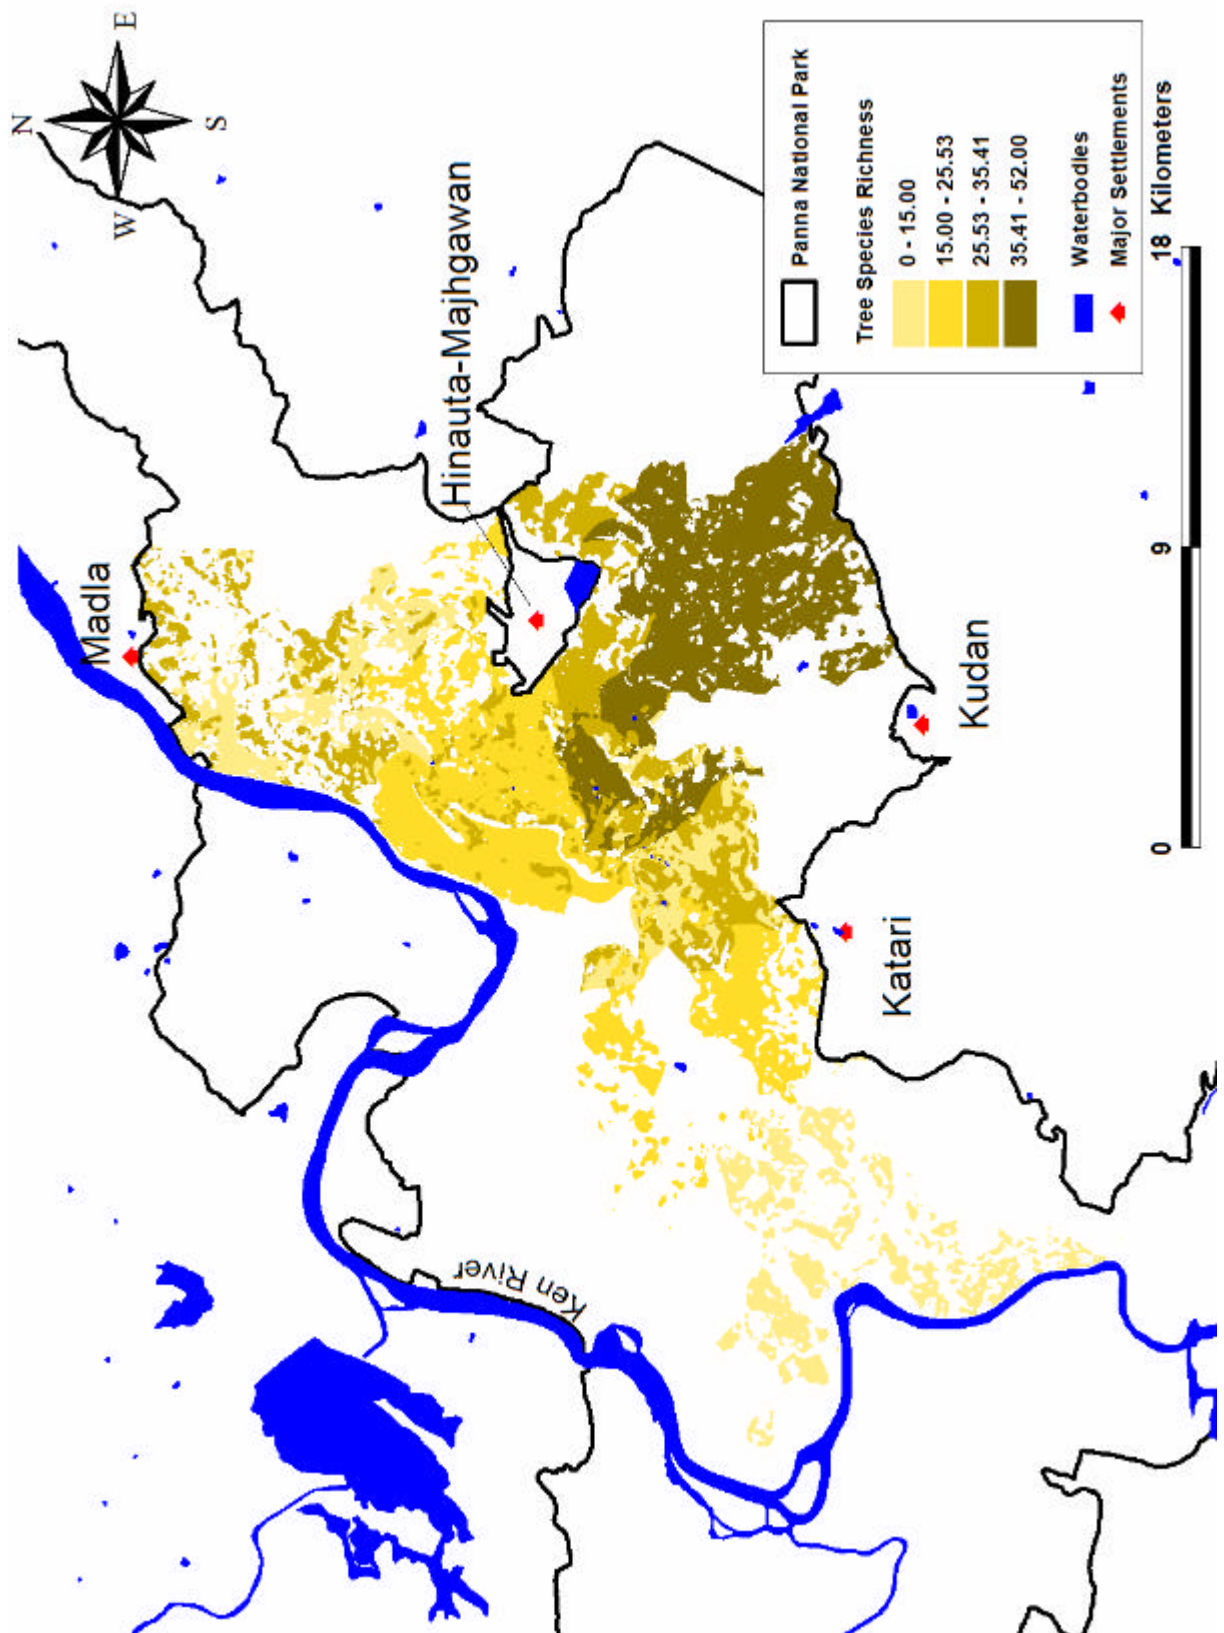 N
E
S
W
Madla
Hinauta-Majhgawan
Kudan
Katari
Ken River
Panna National Park
Tree Species Richness
0 - 15.00
15.00 - 25.53
25.53 - 35.41
35.41 - 52.00
Waterbodies
Major Settlements
0 9 18 Kilometers